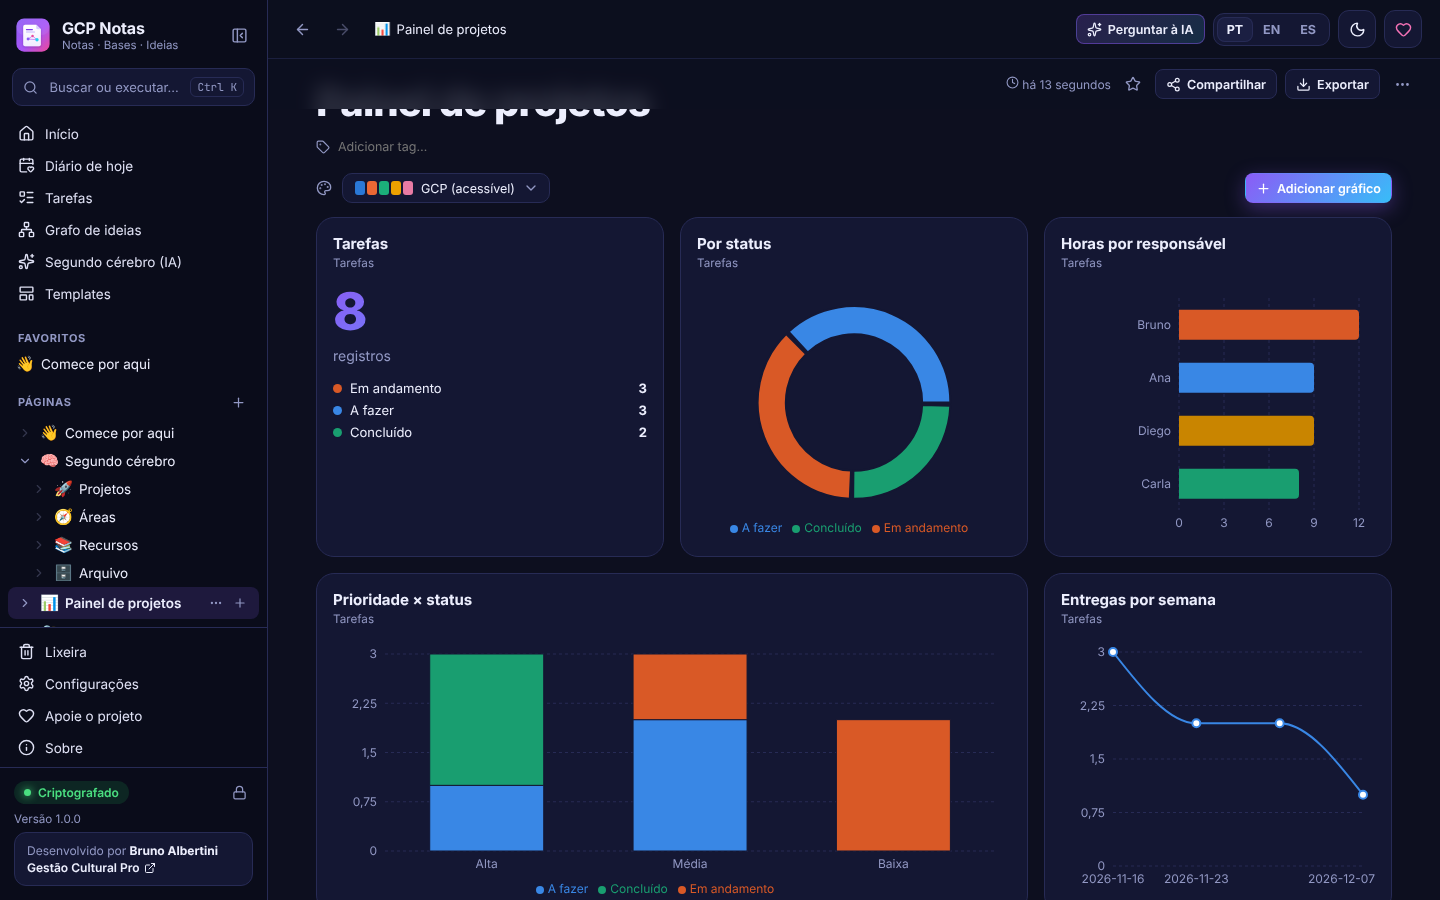 GCP Notas
Notas · Bases · Ideias
Buscar ou executar... Ctrl K
Início
Diário de hoje
Tarefas
Grafo de ideias
Segundo cérebro (IA)
Templates
FAVORITOS
Comece por aqui
PÁGINAS
Comece por aqui
Segundo cérebro
Projetos
Áreas
Recursos
Arquivo
Painel de projetos
Lixeira
Configurações
Apoie o projeto
Sobre
Criptografado
Versão 1.0.0
Desenvolvido por Bruno Albertini
Gestão Cultural Pro
Painel de projetos
Perguntar à IA
PT EN ES
há 13 segundos
Compartilhar
Exportar
Painel de projetos
Adicionar tag...
GCP (acessível)
Adicionar gráfico
Tarefas
Tarefas
8
registros
Em andamento 3
A fazer 3
Concluído 2
Por status
Tarefas
A fazer Concluído Em andamento
Horas por responsável
Tarefas
Bruno
Ana
Diego
Carla
0 3 6 9 12
Prioridade × status
Tarefas
3
2,25
1,5
0,75
0
Alta Média Baixa
A fazer Concluído Em andamento
Entregas por semana
Tarefas
3
2,25
1,5
0,75
0
2026-11-16 2026-11-23 2026-12-07